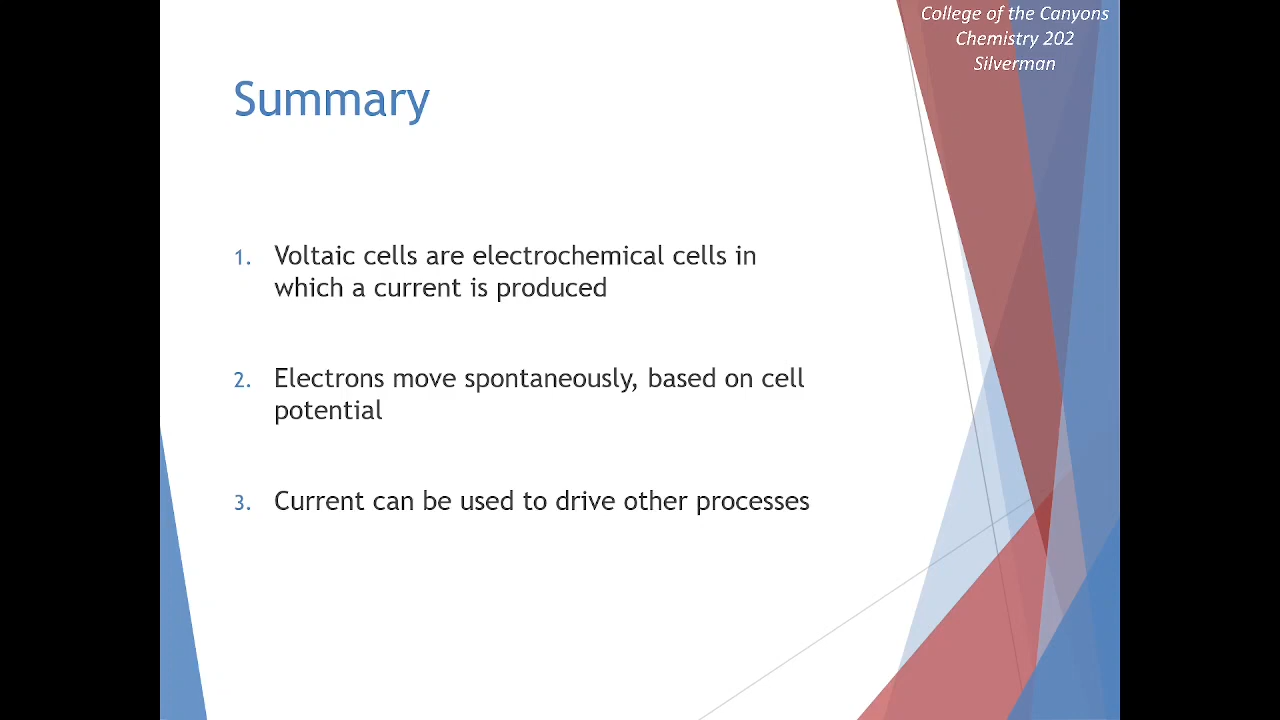 College of the Canyons
Chemistry 202
Silverman
Summary
1. Voltaic cells are electrochemical cells in
which a current is produced
2. Electrons move spontaneously, based on cell
potential
3. Current can be used to drive other processes